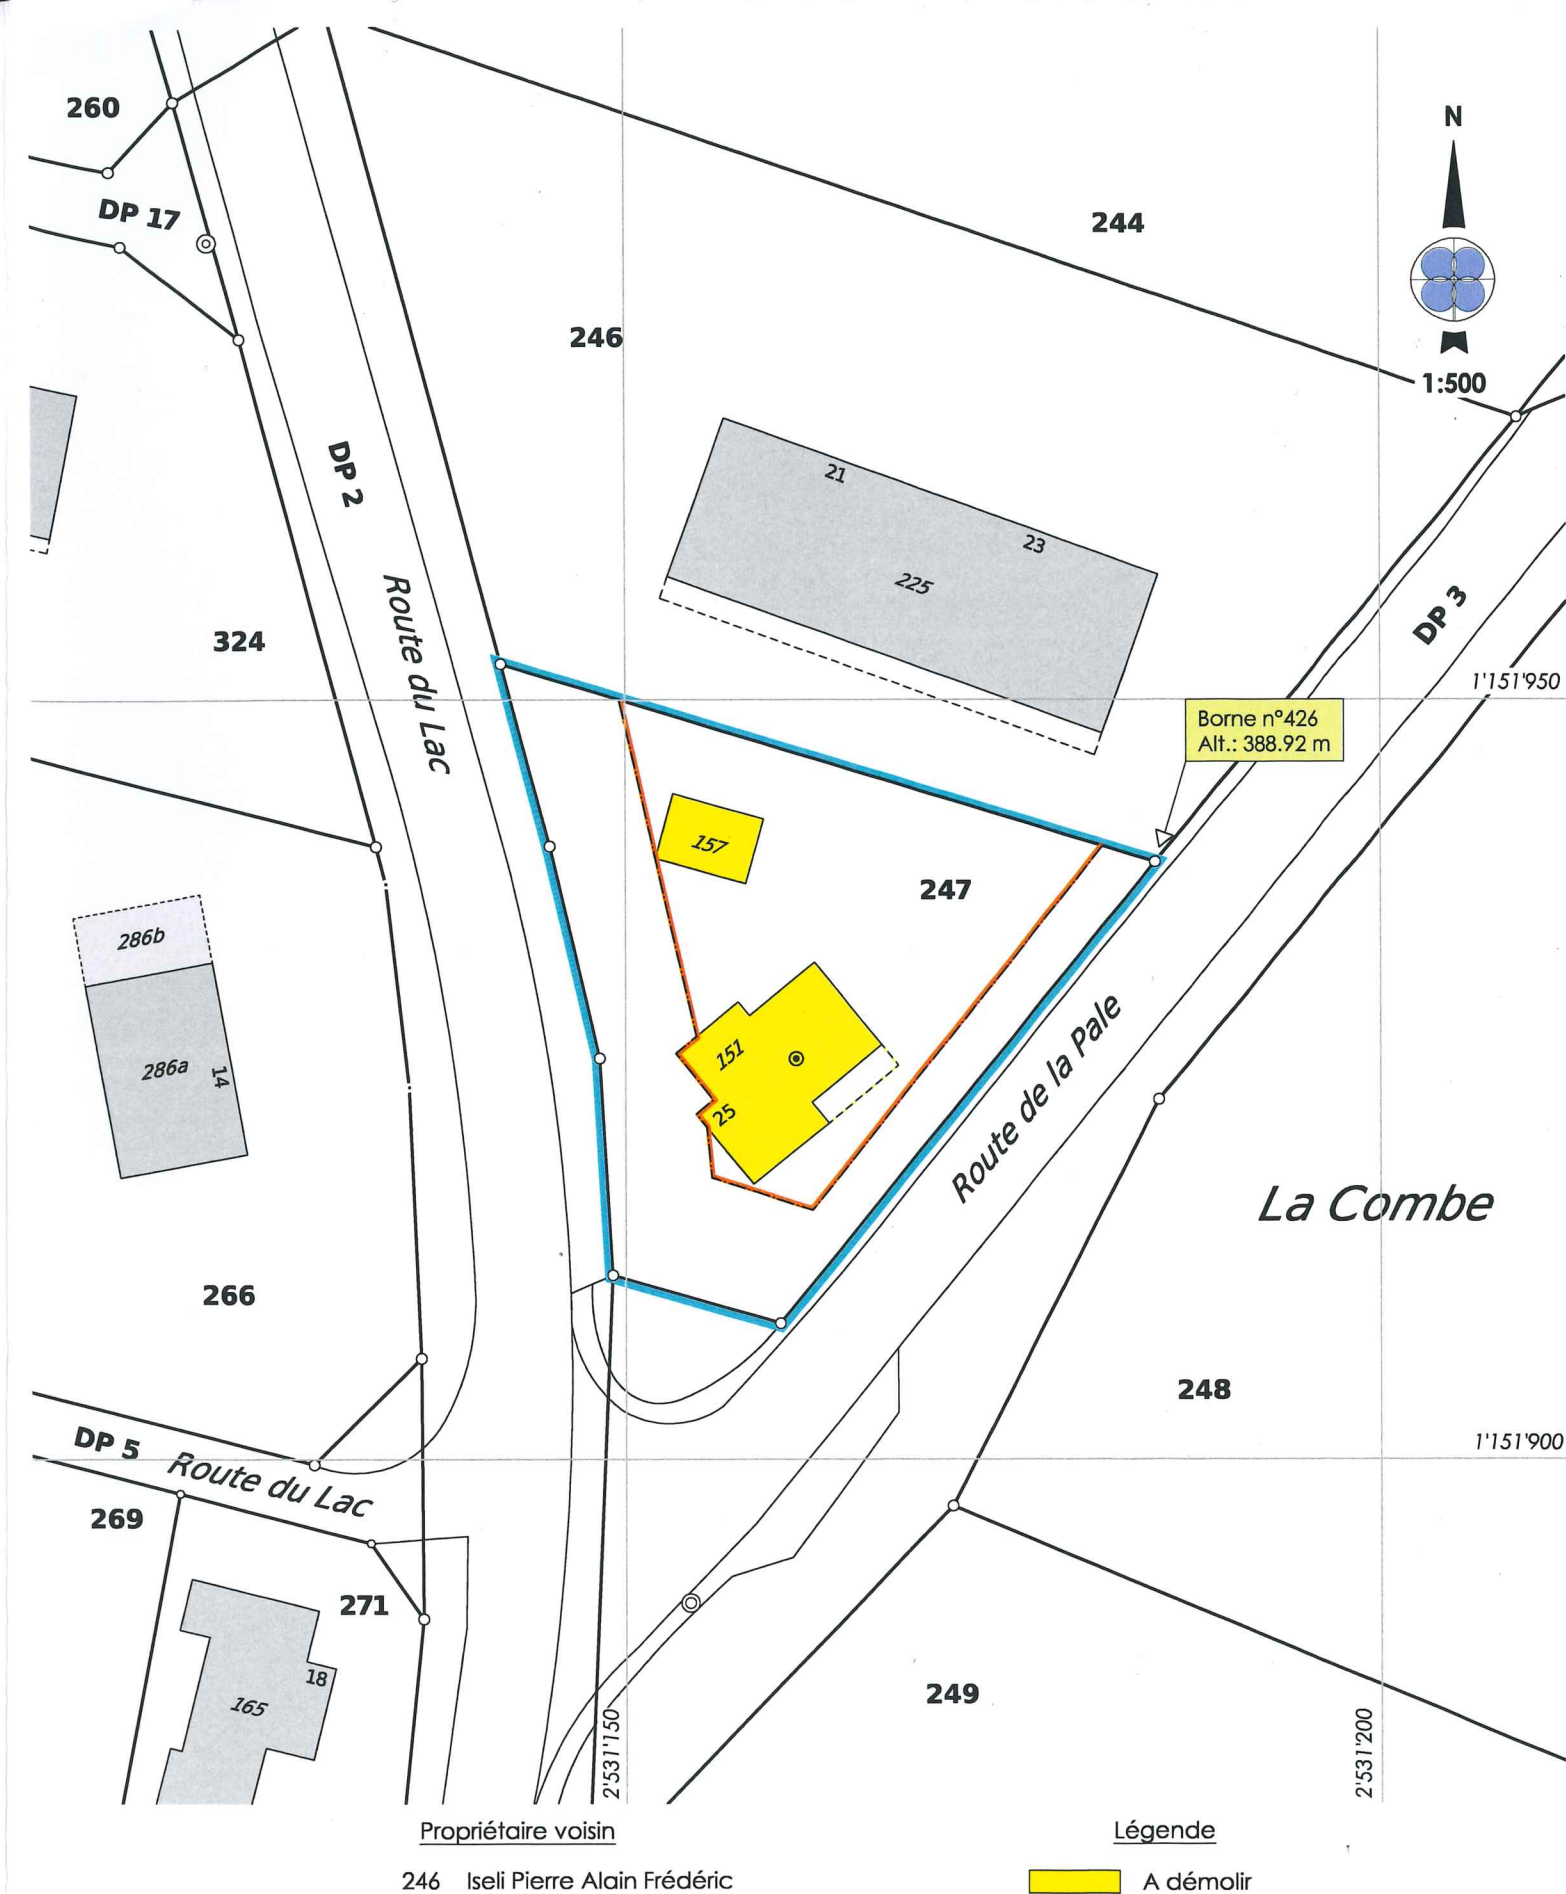 260
N
DP 17
244
246
1:500
DP 2
21
23
225
DP 3
Route du Lac
324
1'151'950
Borne n°426
Alt.: 388.92 m
157
247
286b
151
286a
14
25
Route de la Pale
La Combe
266
248
DP 5
Route du Lac
1'151'900
269
271
18
165
249
2'531'150
2'531'200
Propriétaire voisin
Légende
246 Iseli Pierre Alain Frédéric
A démolir